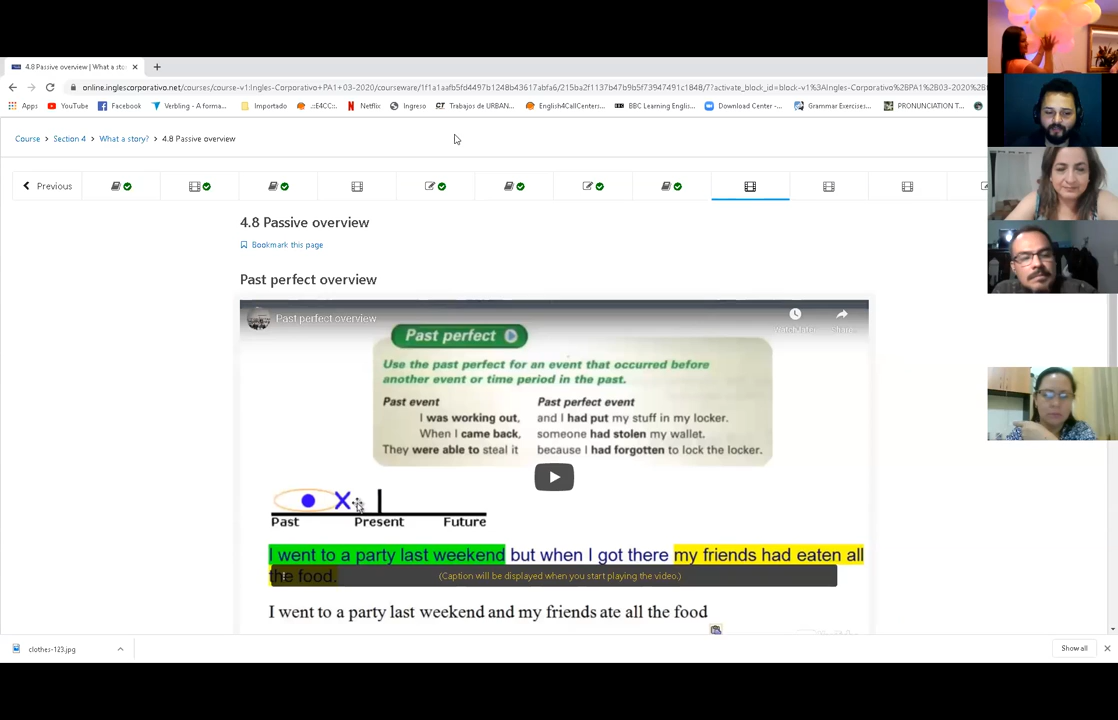 4.8 Passive overview | What a sto
online.inglescorporativo.net/courses/course-v1:Ingles-Corporativo+PA1+03-2020/courseware/1f1a1aafb5fd4497b1248b43617abfa6/215ba2f1137b47b9b5f73947491c1848/7?activate_block_id=block-v1%3AIngles-Corporativo%2BPA1%2B03-2020%
Apps YouTube Facebook Verbling - A forma... Importado .::E4CC::. Netflix Ingreso Trabajos de URBAN... EnglishCallCenters... BBC Learning Englis... Download Center -... Grammar Exercises... PRONUNCIATION T...
Course > Section 4 > What a story? > 4.8 Passive overview
Previous
4.8 Passive overview
Bookmark this page
Past perfect overview
Past perfect overview
Watch later Share
Past perfect
Use the past perfect for an event that occurred before
another event or time period in the past.
Past event Past perfect event
I was working out, and I had put my stuff in my locker.
When I came back, someone had stolen my wallet.
They were able to steal it because I had forgotten to lock the locker.
Past Present Future
I went to a party last weekend but when I got there my friends had eaten all
the food.
(Caption will be displayed when you start playing the video.)
I went to a party last weekend and my friends ate all the food
clothes-123.jpg
Show all